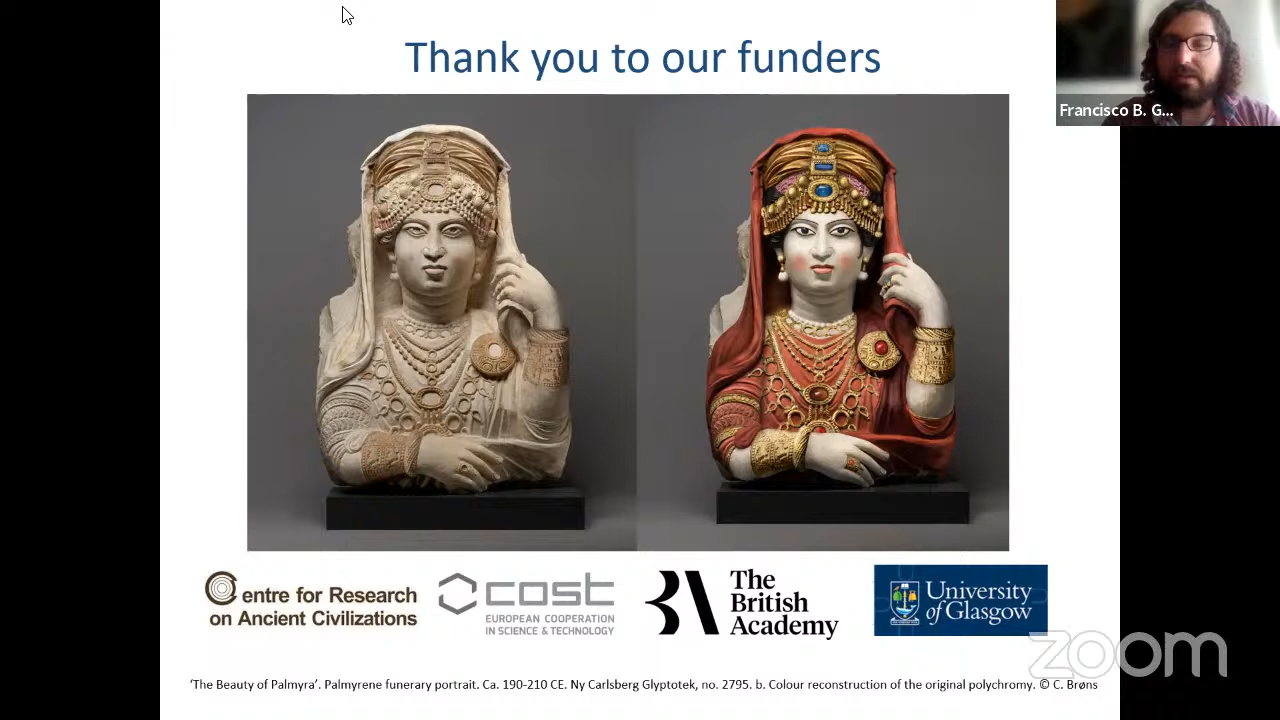 Thank you to our funders
Francisco B. G...
Centre for Research
on Ancient Civilizations
cost
EUROPEAN COOPERATION
IN SCIENCE & TECHNOLOGY
BA
The
British
Academy
University
of Glasgow
zoom
‘The Beauty of Palmyra’. Palmyrene funerary portrait. Ca. 190-210 CE. Ny Carlsberg Glyptotek, no. 2795. b. Colour reconstruction of the original polychromy. © C. Brøns